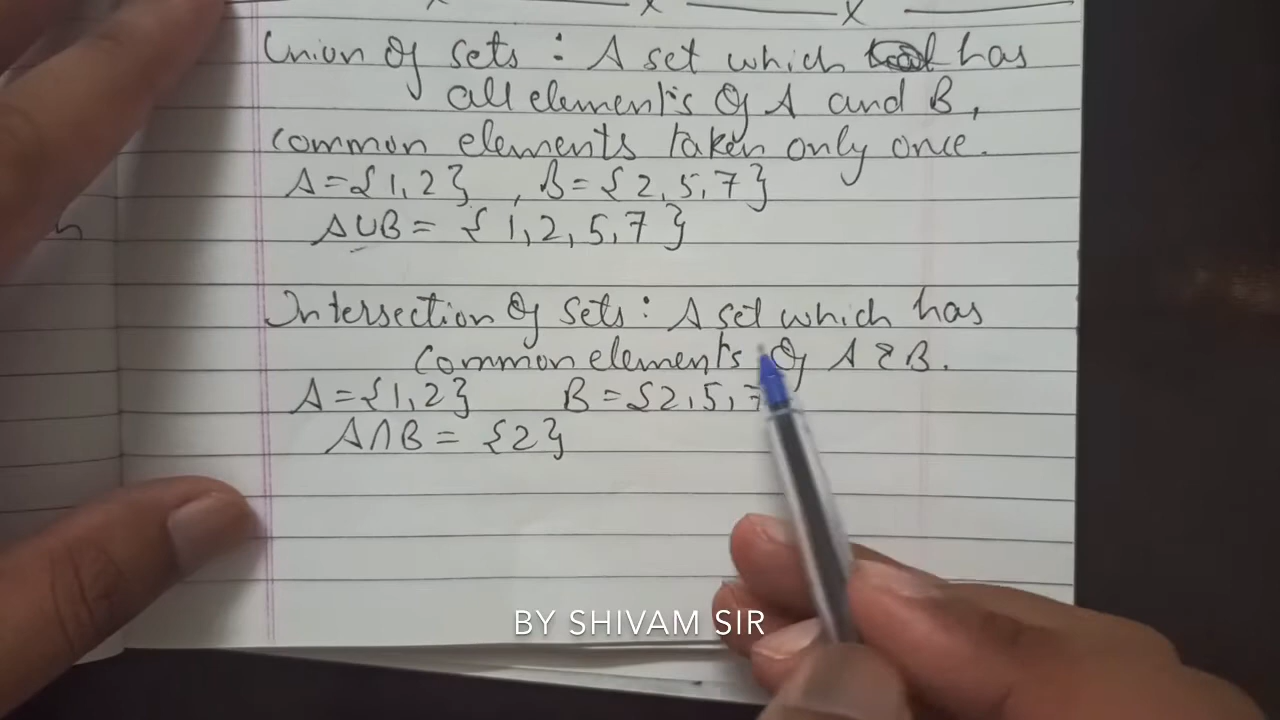 Union Of Sets : A set which has
all elements Of A and B,
common elements taken only once.
A = {1,2} , B = {2,5,7}
A∪B = {1,2,5,7}
Intersection Of Sets : A set which has
common elements Of A & B.
A = {1,2} B = {2,5,7
A∩B = {2}
BY SHIVAM SIR